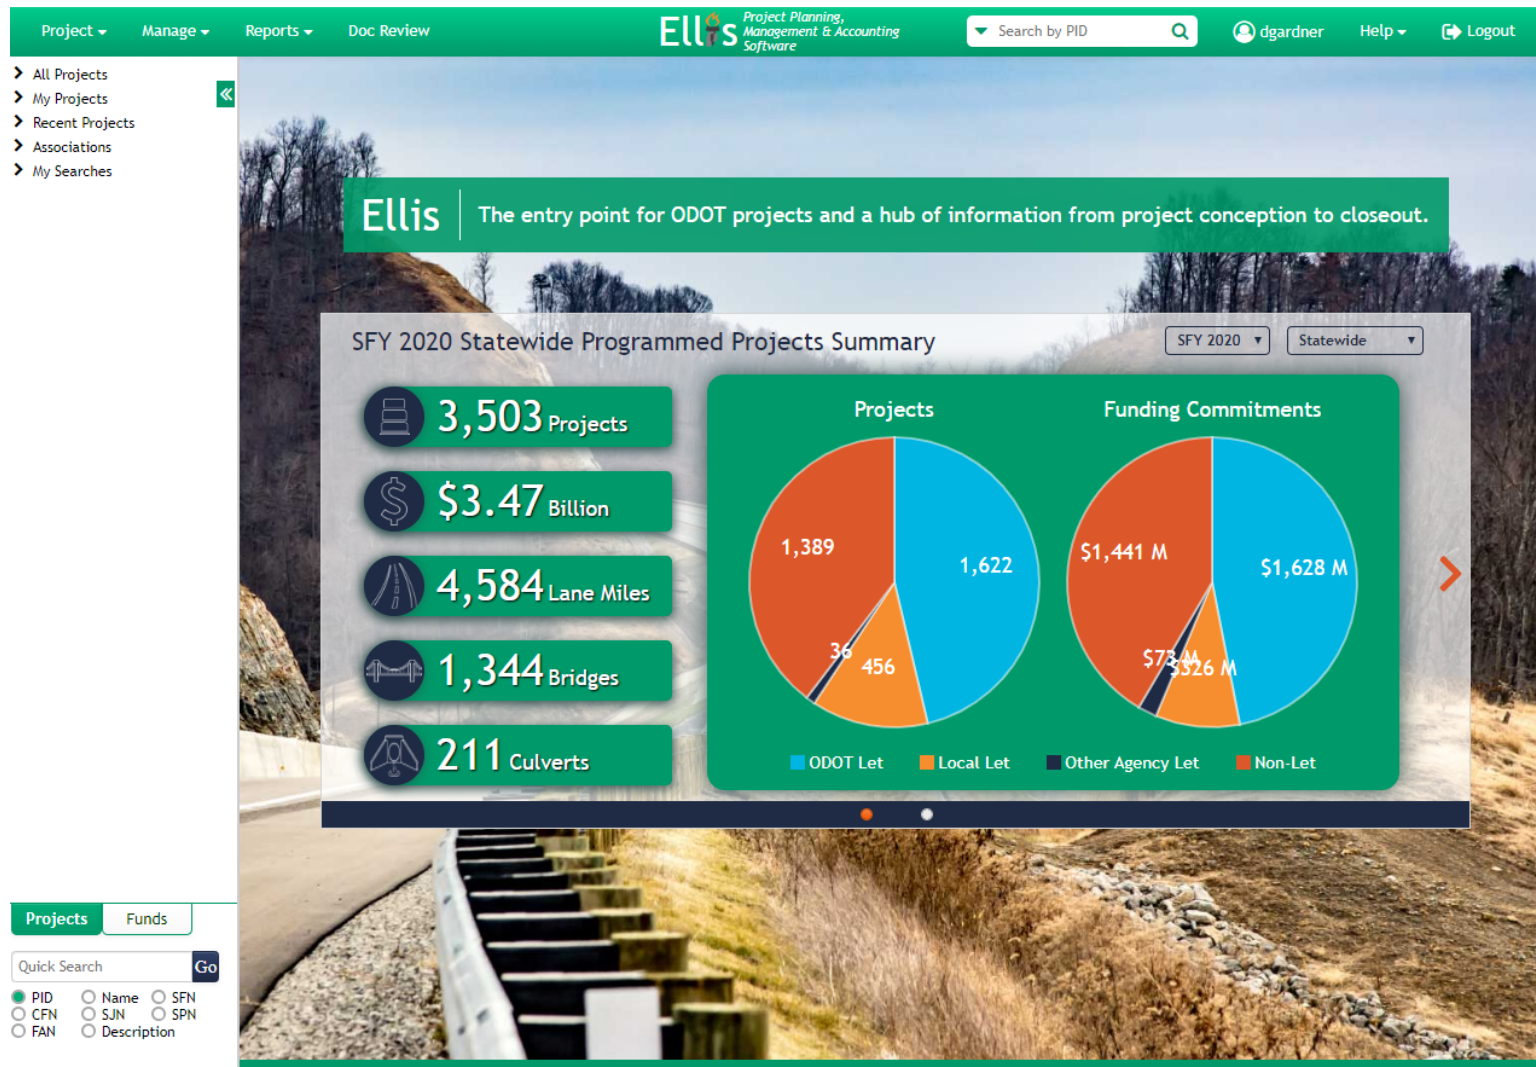 Project Manage Reports Doc Review
Ellis Project Planning,
Management & Accounting
Software
Search by PID
dgardner Help Logout
All Projects
My Projects
Recent Projects
Associations
My Searches
Ellis The entry point for ODOT projects and a hub of information from project conception to closeout.
SFY 2020 Statewide Programmed Projects Summary
SFY 2020 Statewide
3,503 Projects
$3.47 Billion
4,584 Lane Miles
1,344 Bridges
211 Culverts
Projects
1,389
1,622
36
456
Funding Commitments
$1,441 M
$1,628 M
$73 M
$326 M
ODOT Let Local Let Other Agency Let Non-Let
Projects Funds
Quick Search Go
PID Name SFN
CFN SJN SPN
FAN Description